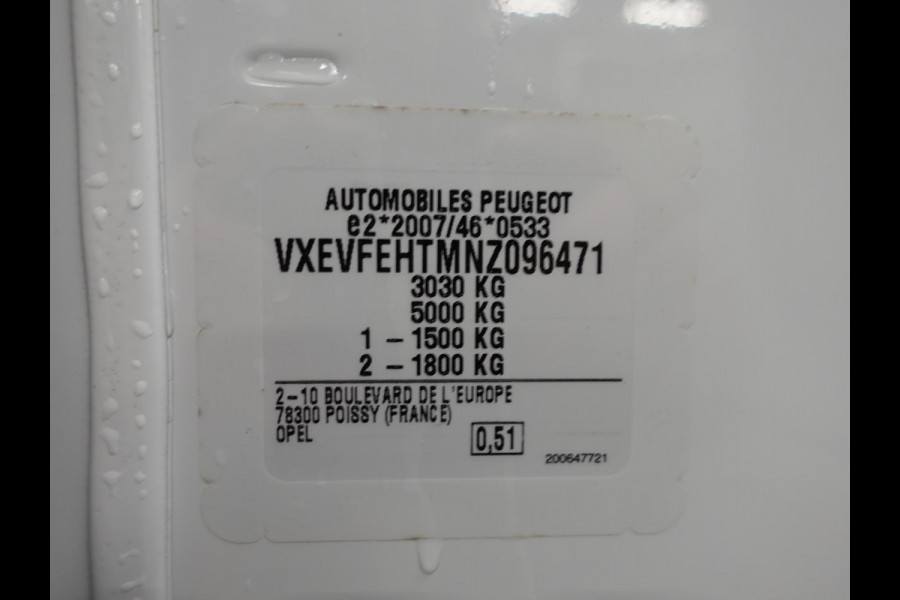 AUTOMOBILES PEUGEOT
e2*2007/46*0533
VXEVFEHTMNZ096471
3030 KG
5000 KG
1 – 1500 KG
2 – 1800 KG
2–10 BOULEVARD DE L'EUROPE
78300 POISSY (FRANCE)
OPEL
0,51
200647721